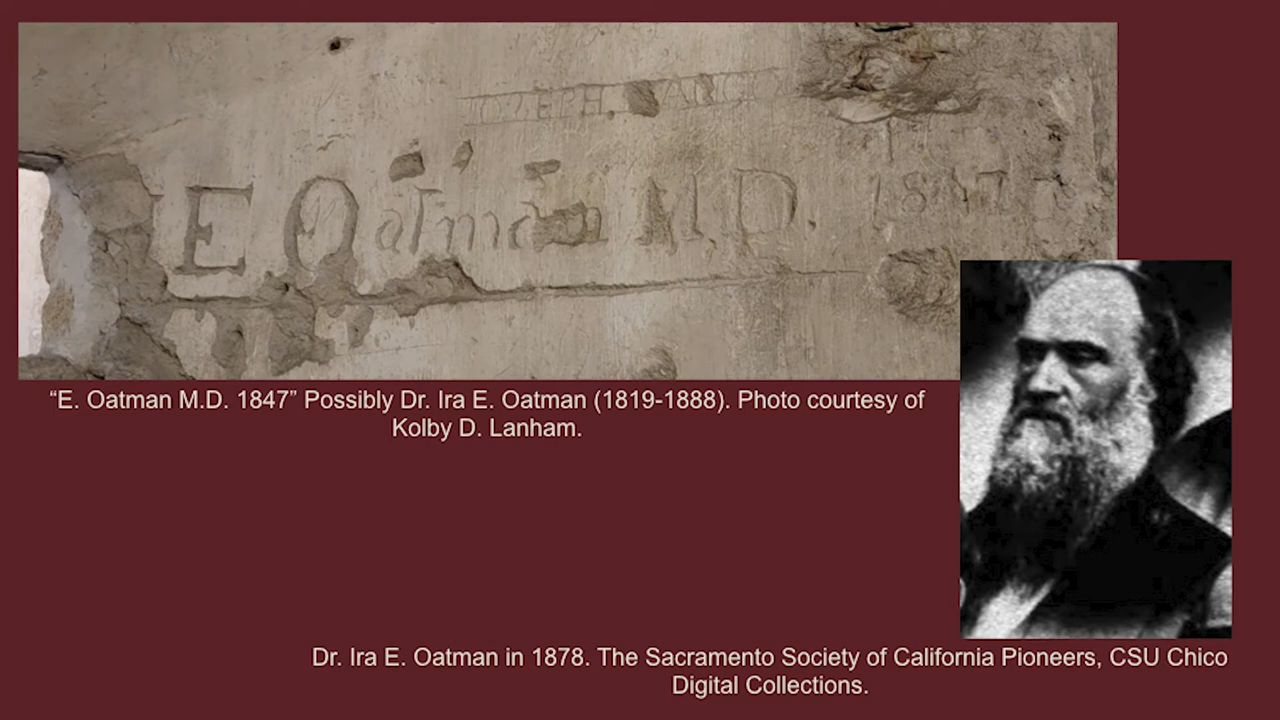 JOSEPH
E Oatman M.D. 1847
“E. Oatman M.D. 1847” Possibly Dr. Ira E. Oatman (1819-1888). Photo courtesy of
Kolby D. Lanham.
Dr. Ira E. Oatman in 1878. The Sacramento Society of California Pioneers, CSU Chico
Digital Collections.